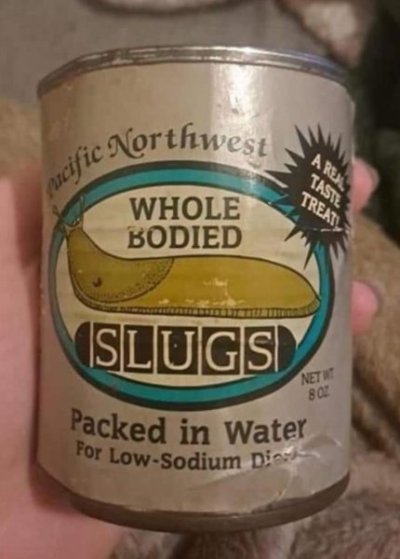 Pacific Northwest
A REAL
TASTE
TREAT!
WHOLE
BODIED
SLUGS
NET WT
8 OZ
Packed in Water
For Low-Sodium